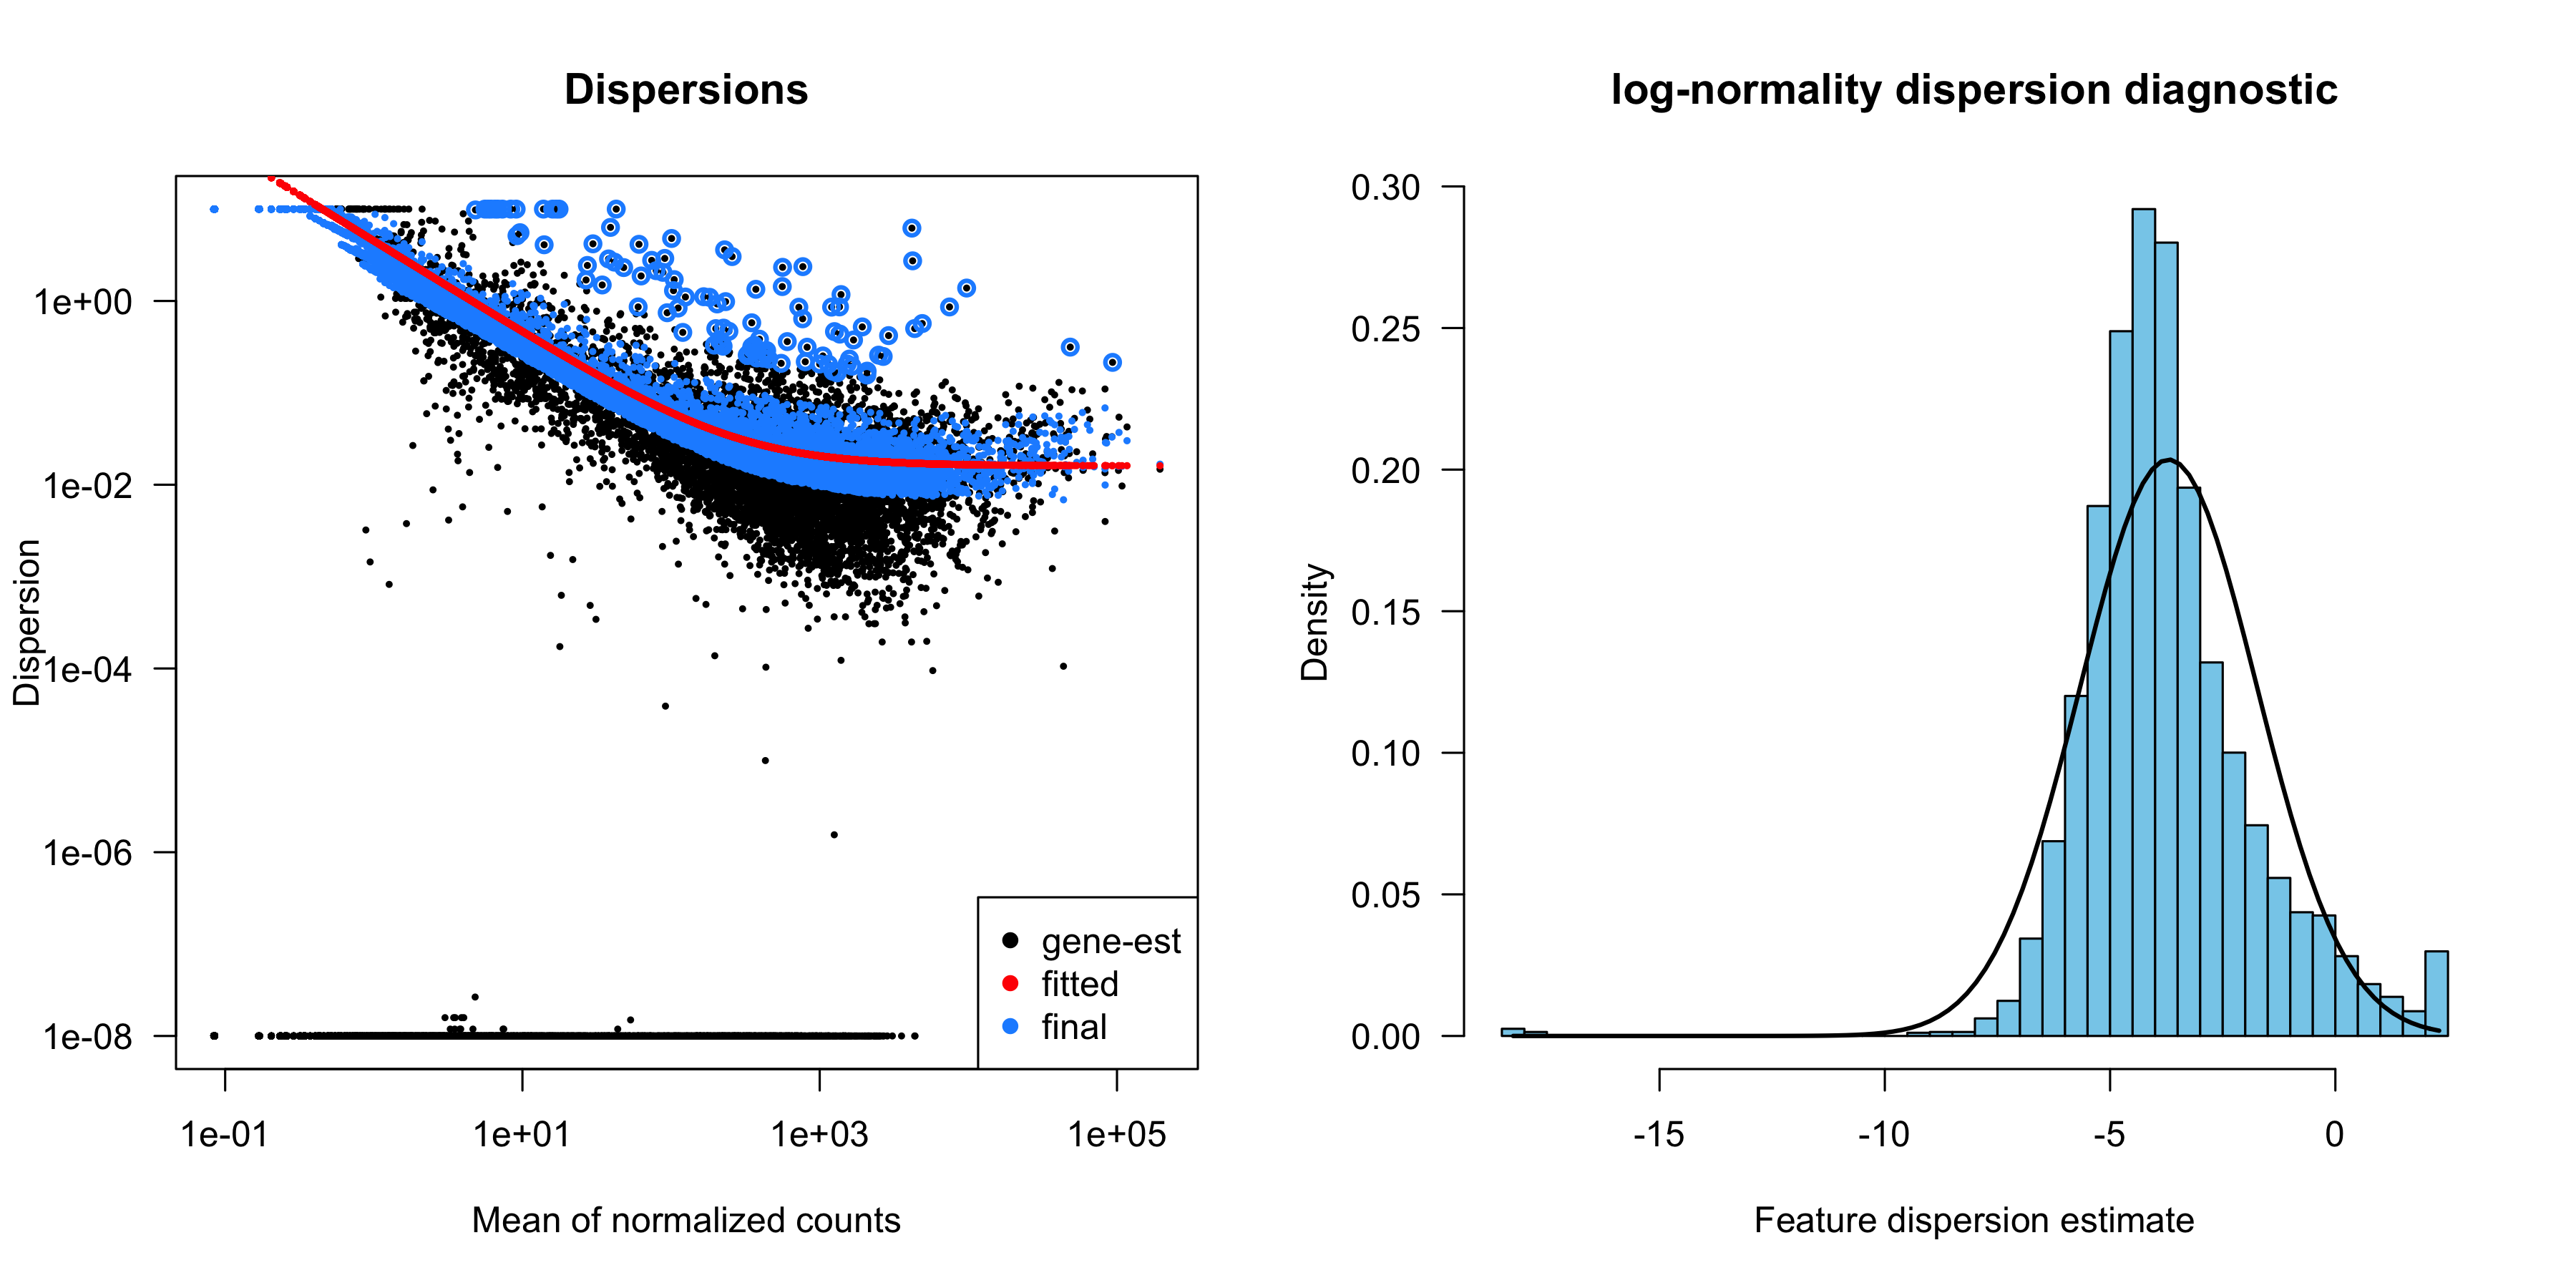 Dispersions
Dispersion
1e+00
1e-02
1e-04
1e-06
1e-08
gene-est
fitted
final
1e-01 1e+01 1e+03 1e+05
Mean of normalized counts
log-normality dispersion diagnostic
Density
0.30
0.25
0.20
0.15
0.10
0.05
0.00
-15 -10 -5 0
Feature dispersion estimate